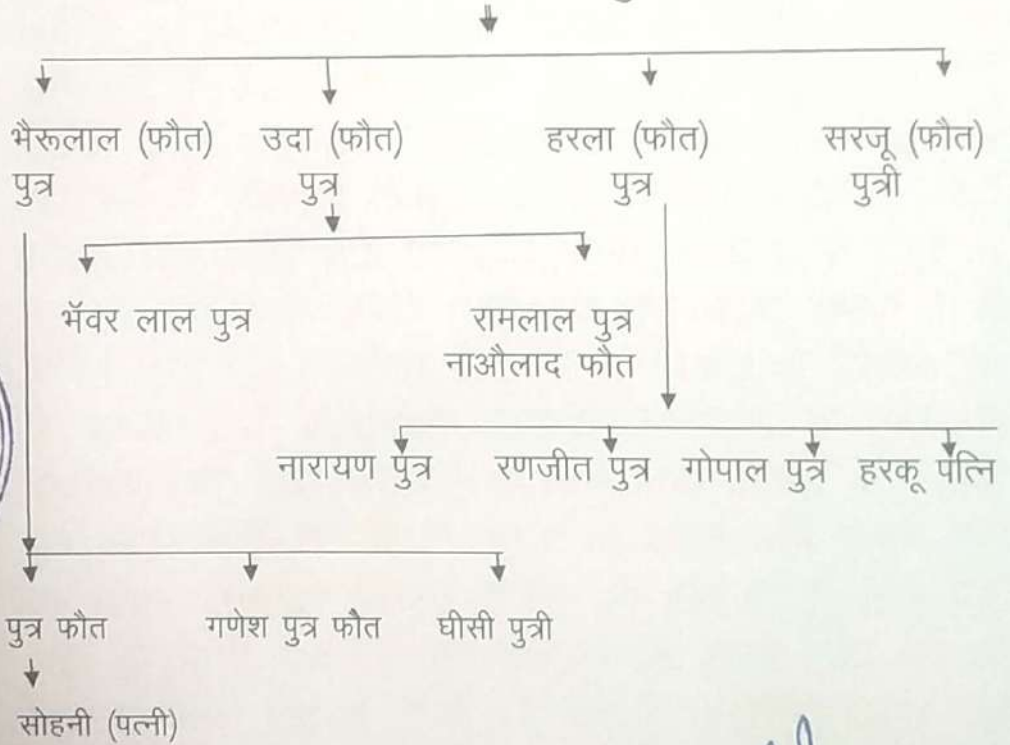 भैरूलाल (फौत) उदा (फौत) हरला (फौत) सरजू (फौत)
पुत्र पुत्र पुत्र पुत्री
भॅवर लाल पुत्र रामलाल पुत्र
नाऔलाद फौत
नारायण पुत्र रणजीत पुत्र गोपाल पुत्र हरकू पत्नि
पुत्र फौत गणेश पुत्र फौत घीसी पुत्री
सोहनी (पत्नी)